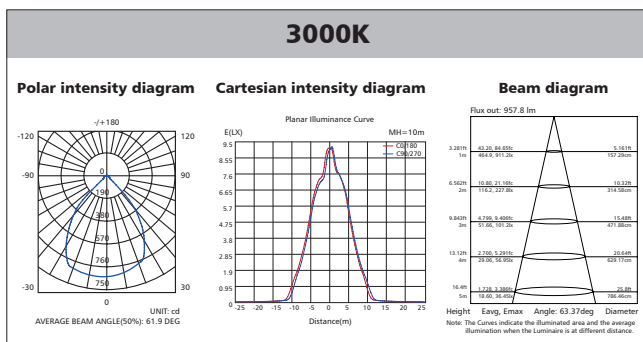 3000K
Polar intensity diagram
Cartesian intensity diagram
Beam diagram
-/+180
-120
120
-90
90
0
190
380
570
760
750
-30
30
0
UNIT: cd
AVERAGE BEAM ANGLE(50%): 61.9 DEG
Planar Illuminance Curve
E(LX)
MH=10m
C0/180
C90/270
9.5
8.55
7.6
6.65
5.7
4.75
3.8
2.85
1.9
0.95
0
-25 -20 -15 -10 -5 0 5 10 15 20 25
Distance(m)
Flux out: 957.8 lm
3.281ft 43.20, 84.65fc 5.161ft
1m 464.9, 911.2lx 157.29cm
6.562ft 10.80, 21.16fc 10.32ft
2m 116.2, 227.8lx 314.58cm
9.843ft 4.799, 9.406fc 15.48ft
3m 51.66, 101.2lx 471.88cm
13.12ft 2.700, 5.291fc 20.64ft
4m 29.06, 56.95lx 629.17cm
16.4ft 1.728, 3.386fc 25.8ft
5m 18.60, 36.45lx 786.46cm
Height Eavg, Emax Angle: 63.37deg Diameter
Note: The Curves indicate the illuminated area and the average
illumination when the Luminaire is at different distance.